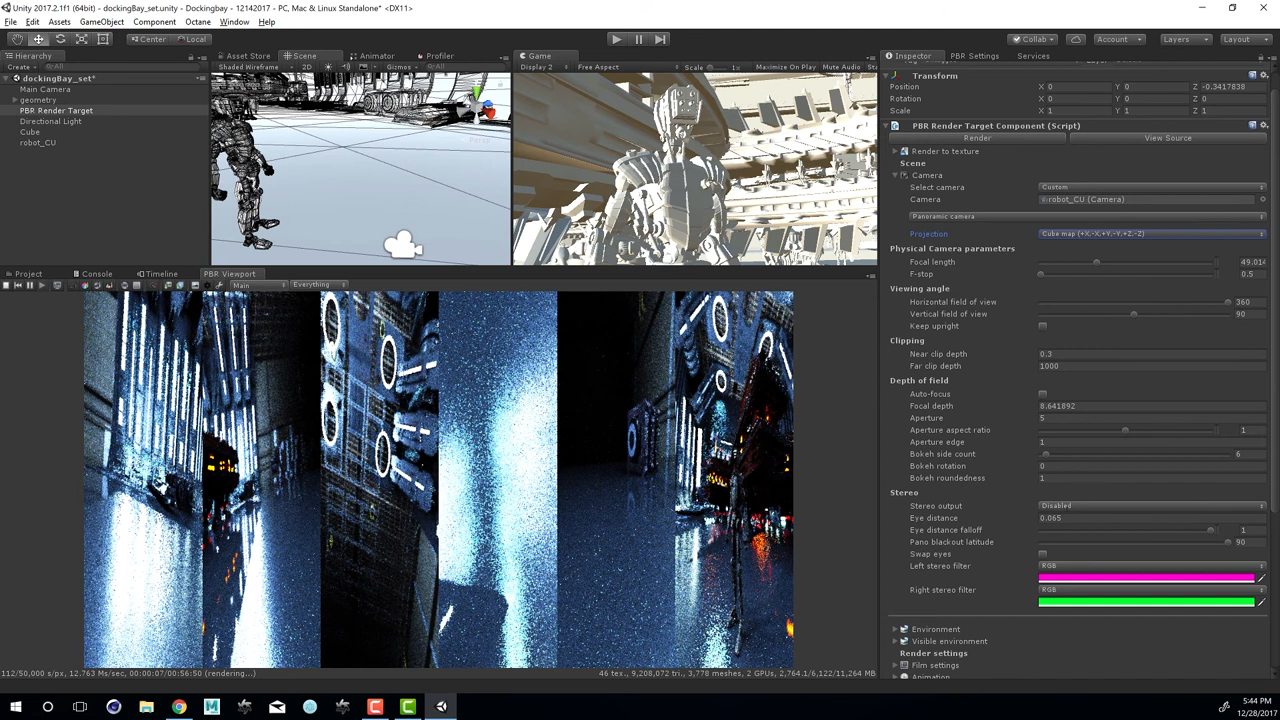 Unity 2017.2.1f1 (64bit) - dockingBay_set.unity - Dockingbay - 12142017 - PC, Mac & Linux Standalone* <DX11>
File Edit Assets GameObject Component Octane Window Help
Center Local Collab Account Layers Layout
Hierarchy Asset Store Scene Animator Profiler Game Inspector PBR Settings Services
Create All Shaded Wireframe 2D Gizmos All Display 2 Free Aspect Scale 1x Maximize On Play Mute Audio Stats
dockingBay_set*
Main Camera
geometry
PBR Render Target
Directional Light
Cube
robot_CU
Persp
Transform
Position X 0 Y 0 Z -0.3417838
Rotation X 0 Y 0 Z 0
Scale X 1 Y 1 Z 1
PBR Render Target Component (Script)
Render View Source
Render to texture
Scene
Camera
Select camera Custom
Camera robot_CU (Camera)
Panoramic camera
Projection Cube map (+X,-X,+Y,-Y,+Z,-Z)
Physical Camera parameters
Focal length 49.014
F-stop 0.5
Viewing angle
Horizontal field of view 360
Vertical field of view 90
Keep upright
Clipping
Near clip depth 0.3
Far clip depth 1000
Depth of field
Auto-focus
Focal depth 8.641892
Aperture 5
Aperture aspect ratio 1
Aperture edge 1
Bokeh side count 6
Bokeh rotation 0
Bokeh roundedness 1
Stereo
Stereo output Disabled
Eye distance 0.065
Eye distance falloff 1
Pano blackout latitude 90
Swap eyes
Left stereo filter RGB
Right stereo filter RGB
Environment
Visible environment
Render settings
Film settings
Animation
Project Console Timeline PBR Viewport
Main Everything
112/50,000 s/px, 12.763 Ms/sec, 00:00:07/00:56:50 (rendering...) 46 tex., 9,208,072 tri., 3,778 meshes, 2 GPUs, 2,764.1/6,122/11,264 MB
5:44 PM
12/28/2017